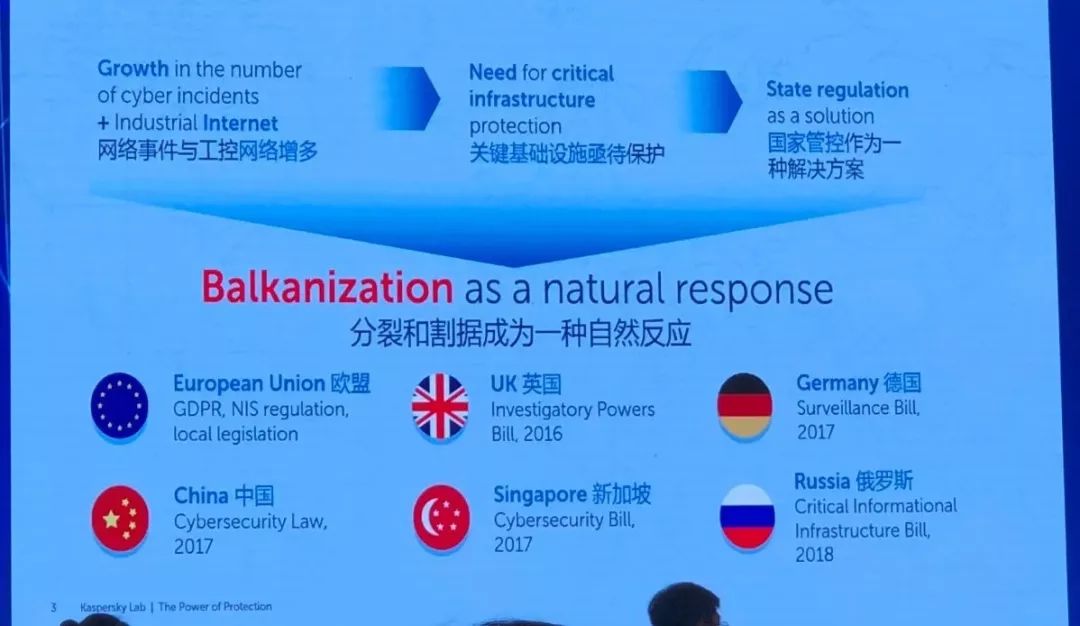 Growth in the number
of cyber incidents
+ Industrial Internet
网络事件与工控网络增多
Need for critical
infrastructure
protection
关键基础设施亟待保护
State regulation
as a solution
国家管控作为一
种解决方案
Balkanization as a natural response
分裂和割据成为一种自然反应
European Union 欧盟
GDPR, NIS regulation,
local legislation
UK 英国
Investigatory Powers
Bill, 2016
Germany 德国
Surveillance Bill,
2017
China 中国
Cybersecurity Law,
2017
Singapore 新加坡
Cybersecurity Bill,
2017
Russia 俄罗斯
Critical Informational
Infrastructure Bill,
2018
3 Kaspersky Lab | The Power of Protection